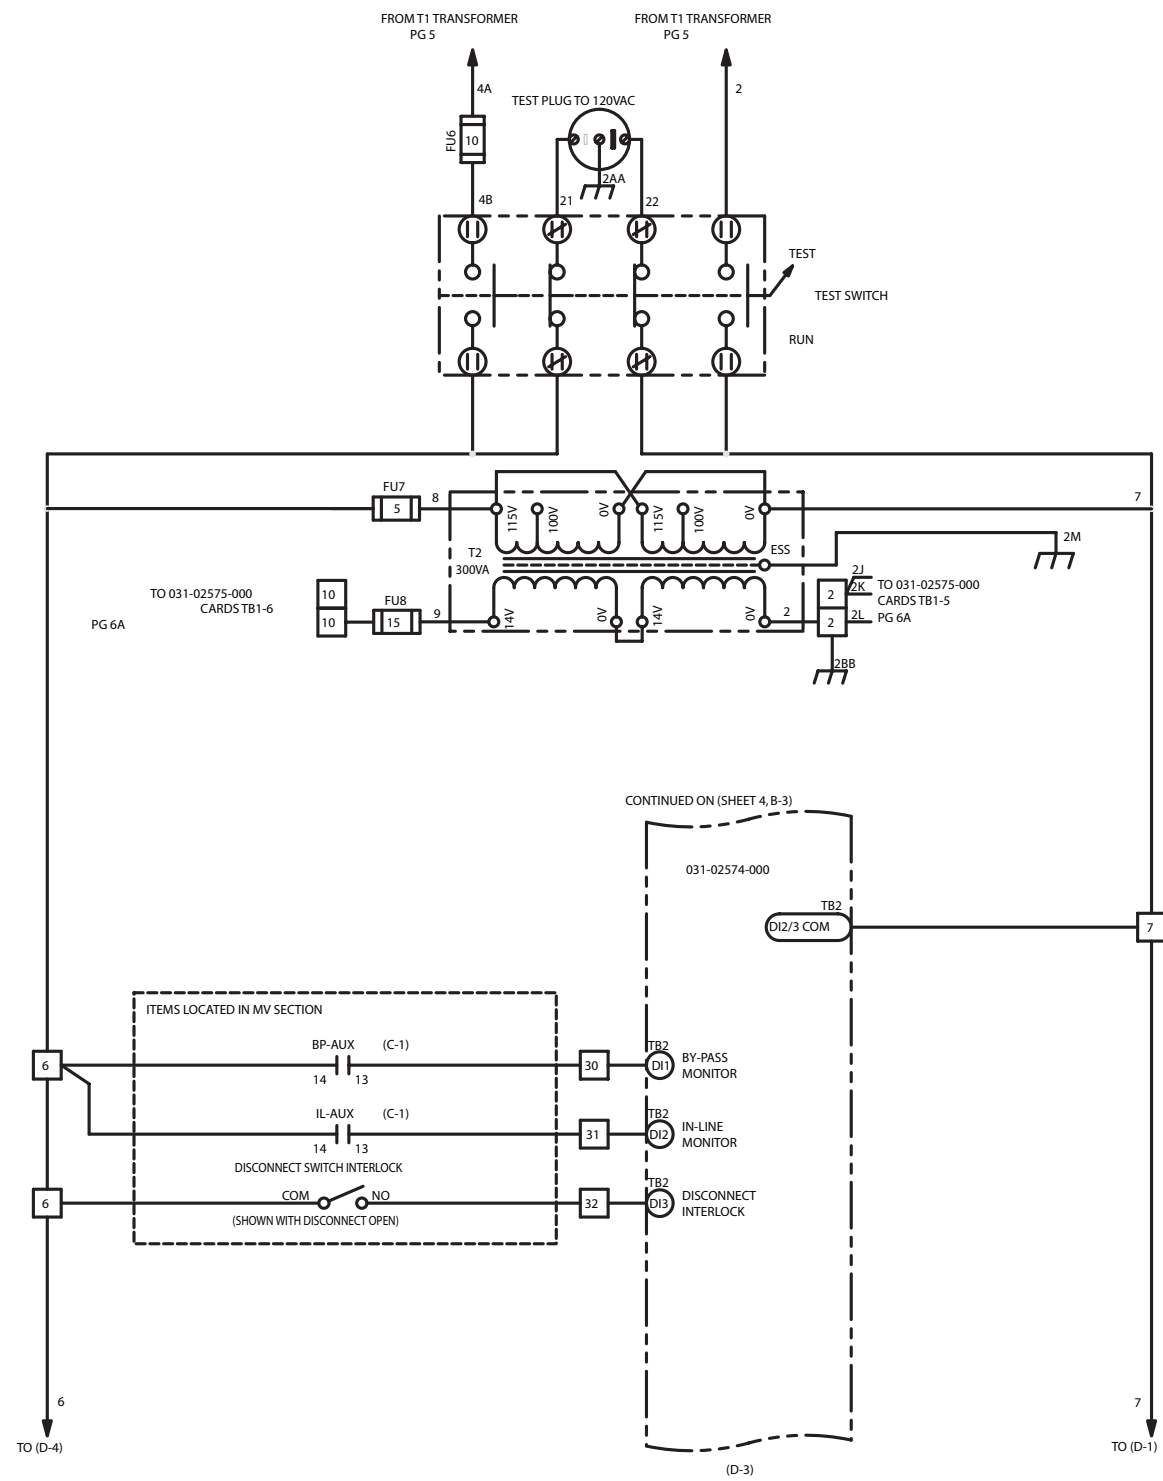 FROM T1 TRANSFORMER
PG 5
FROM T1 TRANSFORMER
PG 5
4A
2
TEST PLUG TO 120VAC
FU6
10
2AA
4B
21
22
TEST
TEST SWITCH
RUN
FU7
5
8
7
115V
100V
0V
115V
100V
0V
T2
300VA
ESS
2M
TO 031-02575-000
CARDS TB1-6
PG 6A
10
10
FU8
15
9
14V
0V
14V
0V
2
2
2
2J
2K
2L
TO 031-02575-000
CARDS TB1-5
PG 6A
2BB
CONTINUED ON (SHEET 4, B-3)
031-02574-000
TB2
DI2/3 COM
7
ITEMS LOCATED IN MV SECTION
6
BP-AUX (C-1)
14 13
30
TB2
DI1
BY-PASS
MONITOR
IL-AUX (C-1)
14 13
31
TB2
DI2
IN-LINE
MONITOR
DISCONNECT SWITCH INTERLOCK
6
COM NO
(SHOWN WITH DISCONNECT OPEN)
32
TB2
DI3
DISCONNECT
INTERLOCK
6
7
TO (D-4)
TO (D-1)
(D-3)